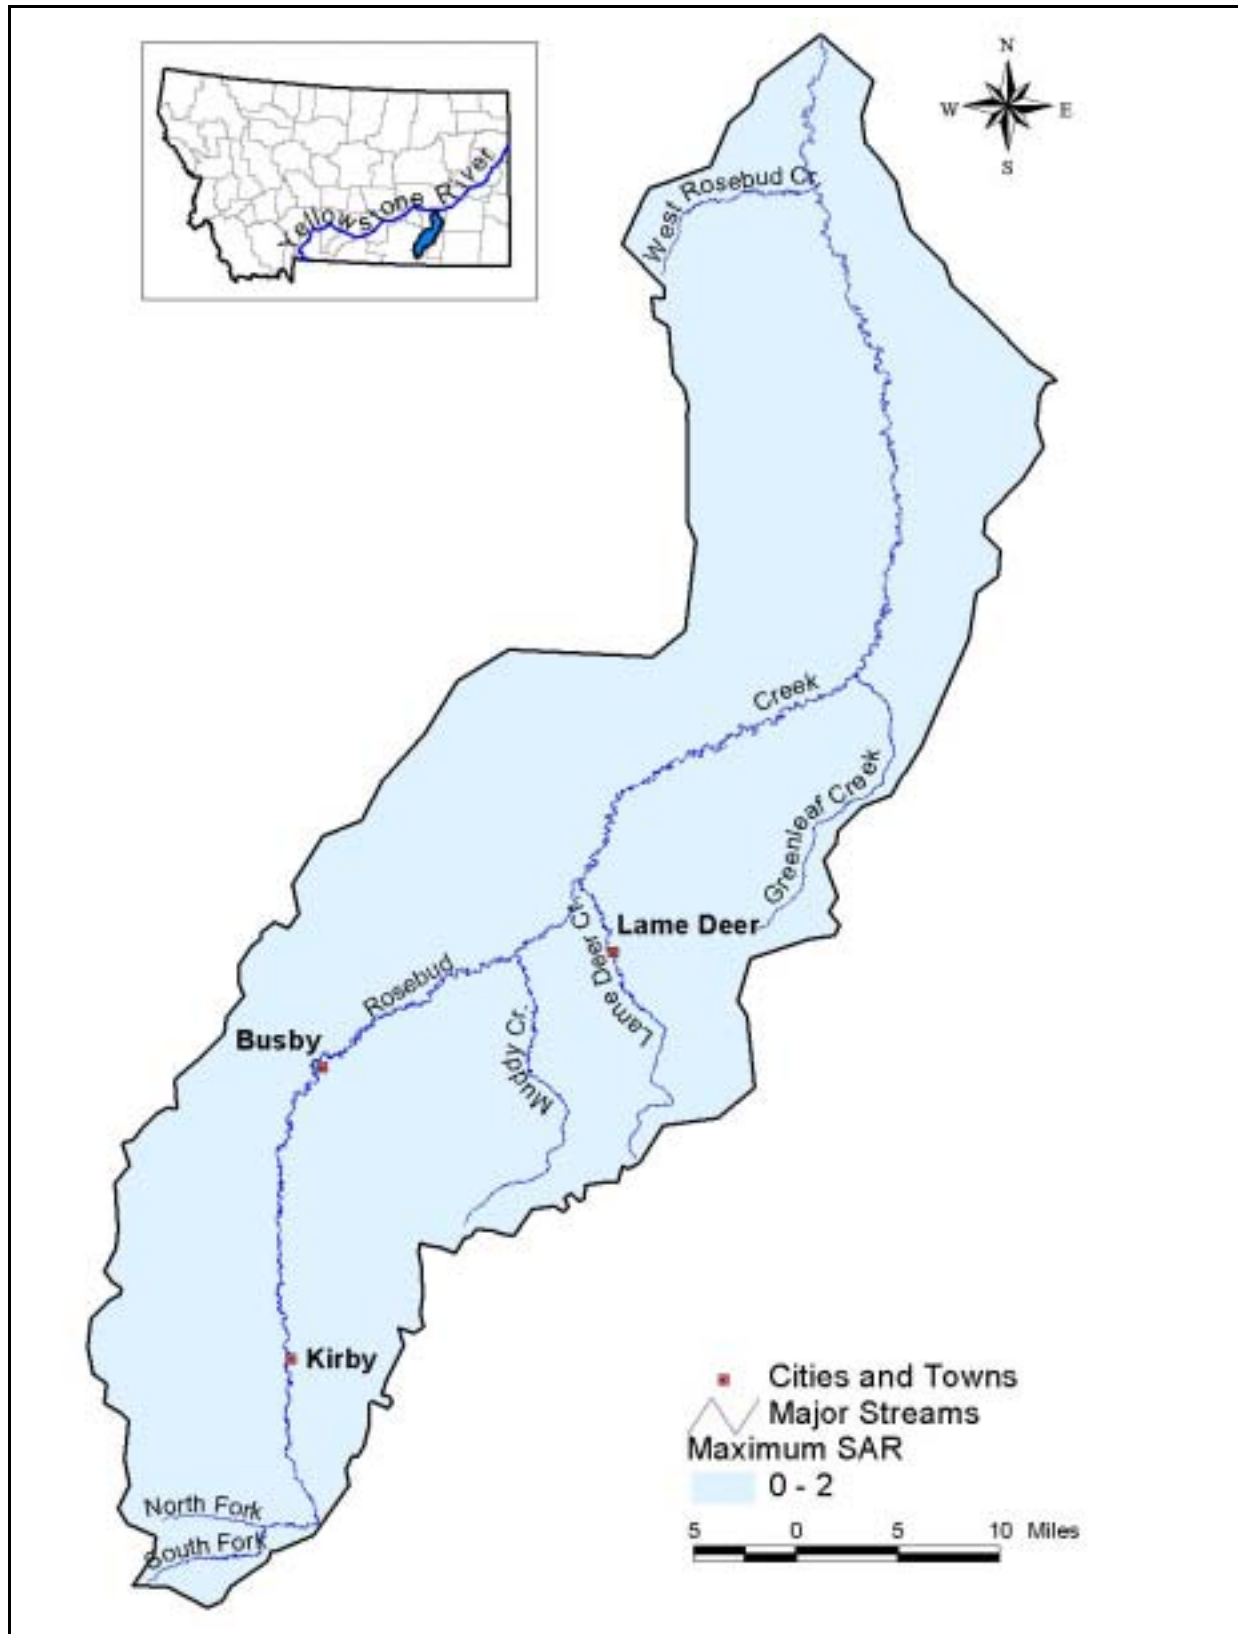 N
W E
S
Yellowstone River
West Rosebud Cr.
Creek
Greenleaf Creek
Lame Deer
Lame Deer Cr.
Rosebud
Busby
Muddy Cr.
Kirby
North Fork
South Fork
Cities and Towns
Major Streams
Maximum SAR
0 - 2
5 0 5 10 Miles